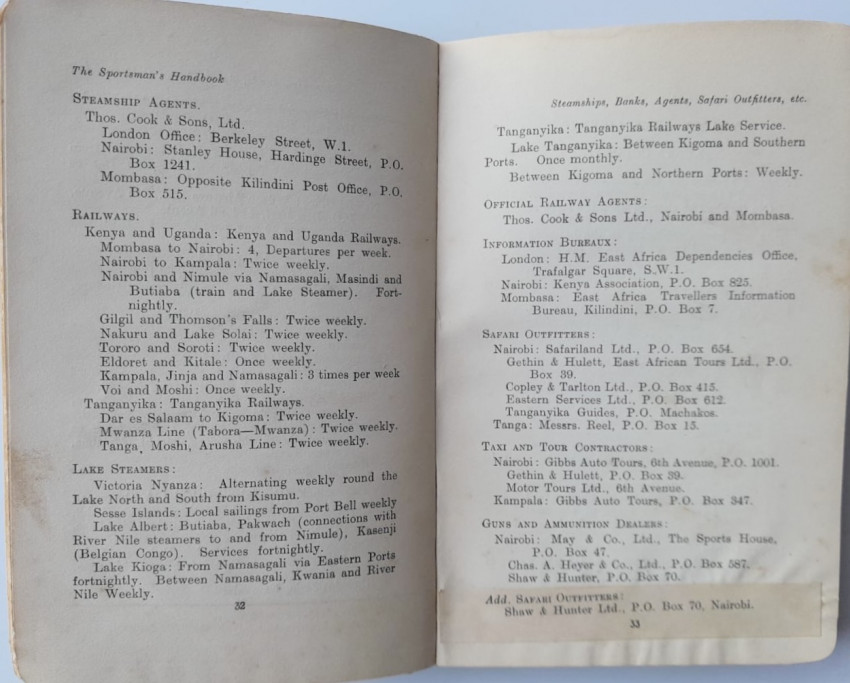 The Sportsman's Handbook
STEAMSHIP AGENTS.
Thos. Cook & Sons, Ltd.
London Office: Berkeley Street, W.1.
Nairobi: Stanley House, Hardinge Street, P.O.
Box 1241.
Mombasa: Opposite Kilindini Post Office, P.O.
Box 515.
RAILWAYS.
Kenya and Uganda: Kenya and Uganda Railways.
Mombasa to Nairobi: 4, Departures per week.
Nairobi to Kampala: Twice weekly.
Nairobi and Nimule via Namasagali, Masindi and
Butiaba (train and Lake Steamer). Fort-
nightly.
Gilgil and Thomson's Falls: Twice weekly.
Nakuru and Lake Solai: Twice weekly.
Tororo and Soroti: Twice weekly.
Eldoret and Kitale: Once weekly.
Kampala, Jinja and Namasagali: 3 times per week
Voi and Moshi: Once weekly.
Tanganyika: Tanganyika Railways.
Dar es Salaam to Kigoma: Twice weekly.
Mwanza Line (Tabora—Mwanza): Twice weekly.
Tanga, Moshi, Arusha Line: Twice weekly.
LAKE STEAMERS:
Victoria Nyanza: Alternating weekly round the
Lake North and South from Kisumu.
Sesse Islands: Local sailings from Port Bell weekly
Lake Albert: Butiaba, Pakwach (connections with
River Nile steamers to and from Nimule), Kasenji
(Belgian Congo). Services fortnightly.
Lake Kioga: From Namasagali via Eastern Ports
fortnightly. Between Namasagali, Kwania and River
Nile Weekly.
32
Steamships, Banks, Agents, Safari Outfitters, etc.
Tanganyika: Tanganyika Railways Lake Service.
Lake Tanganyika: Between Kigoma and Southern
Ports. Once monthly.
Between Kigoma and Northern Ports: Weekly.
OFFICIAL RAILWAY AGENTS:
Thos. Cook & Sons Ltd., Nairobi and Mombasa.
INFORMATION BUREAUX:
London: H.M. East Africa Dependencies Office,
Trafalgar Square, S.W.1.
Nairobi: Kenya Association, P.O. Box 825.
Mombasa: East Africa Travellers Information
Bureau, Kilindini, P.O. Box 7.
SAFARI OUTFITTERS:
Nairobi: Safariland Ltd., P.O. Box 654.
Gethin & Hulett, East African Tours Ltd., P.O.
Box 39.
Copley & Tarlton Ltd., P.O. Box 415.
Eastern Services Ltd., P.O. Box 612.
Tanganyika Guides, P.O. Machakos.
Tanga: Messrs. Reel, P.O. Box 15.
TAXI AND TOUR CONTRACTORS:
Nairobi: Gibbs Auto Tours, 6th Avenue, P.O. 1001.
Gethin & Hulett, P.O. Box 39.
Motor Tours Ltd., 6th Avenue.
Kampala: Gibbs Auto Tours, P.O. Box 347.
GUNS AND AMMUNITION DEALERS:
Nairobi: May & Co., Ltd., The Sports House,
P.O. Box 47.
Chas. A. Heyer & Co., Ltd., P.O. Box 587.
Shaw & Hunter, P.O. Box 70.
Add. SAFARI OUTFITTERS:
Shaw & Hunter Ltd., P.O. Box 70, Nairobi.
33